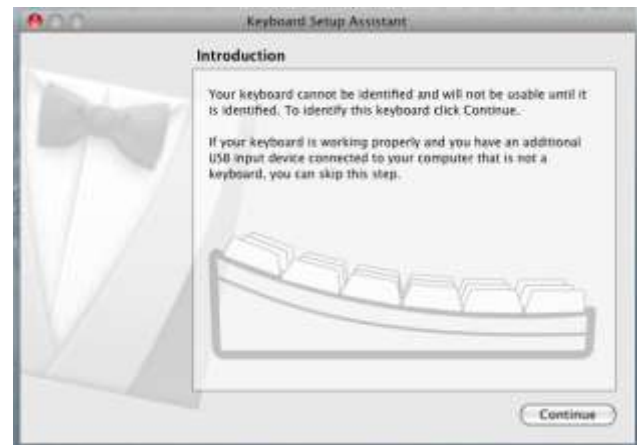 Keyboard Setup Assistant
Introduction
Your keyboard cannot be identified and will not be usable until it
is identified. To identify this keyboard click Continue.
If your keyboard is working properly and you have an additional
USB input device connected to your computer that is not a
keyboard, you can skip this step.
Continue